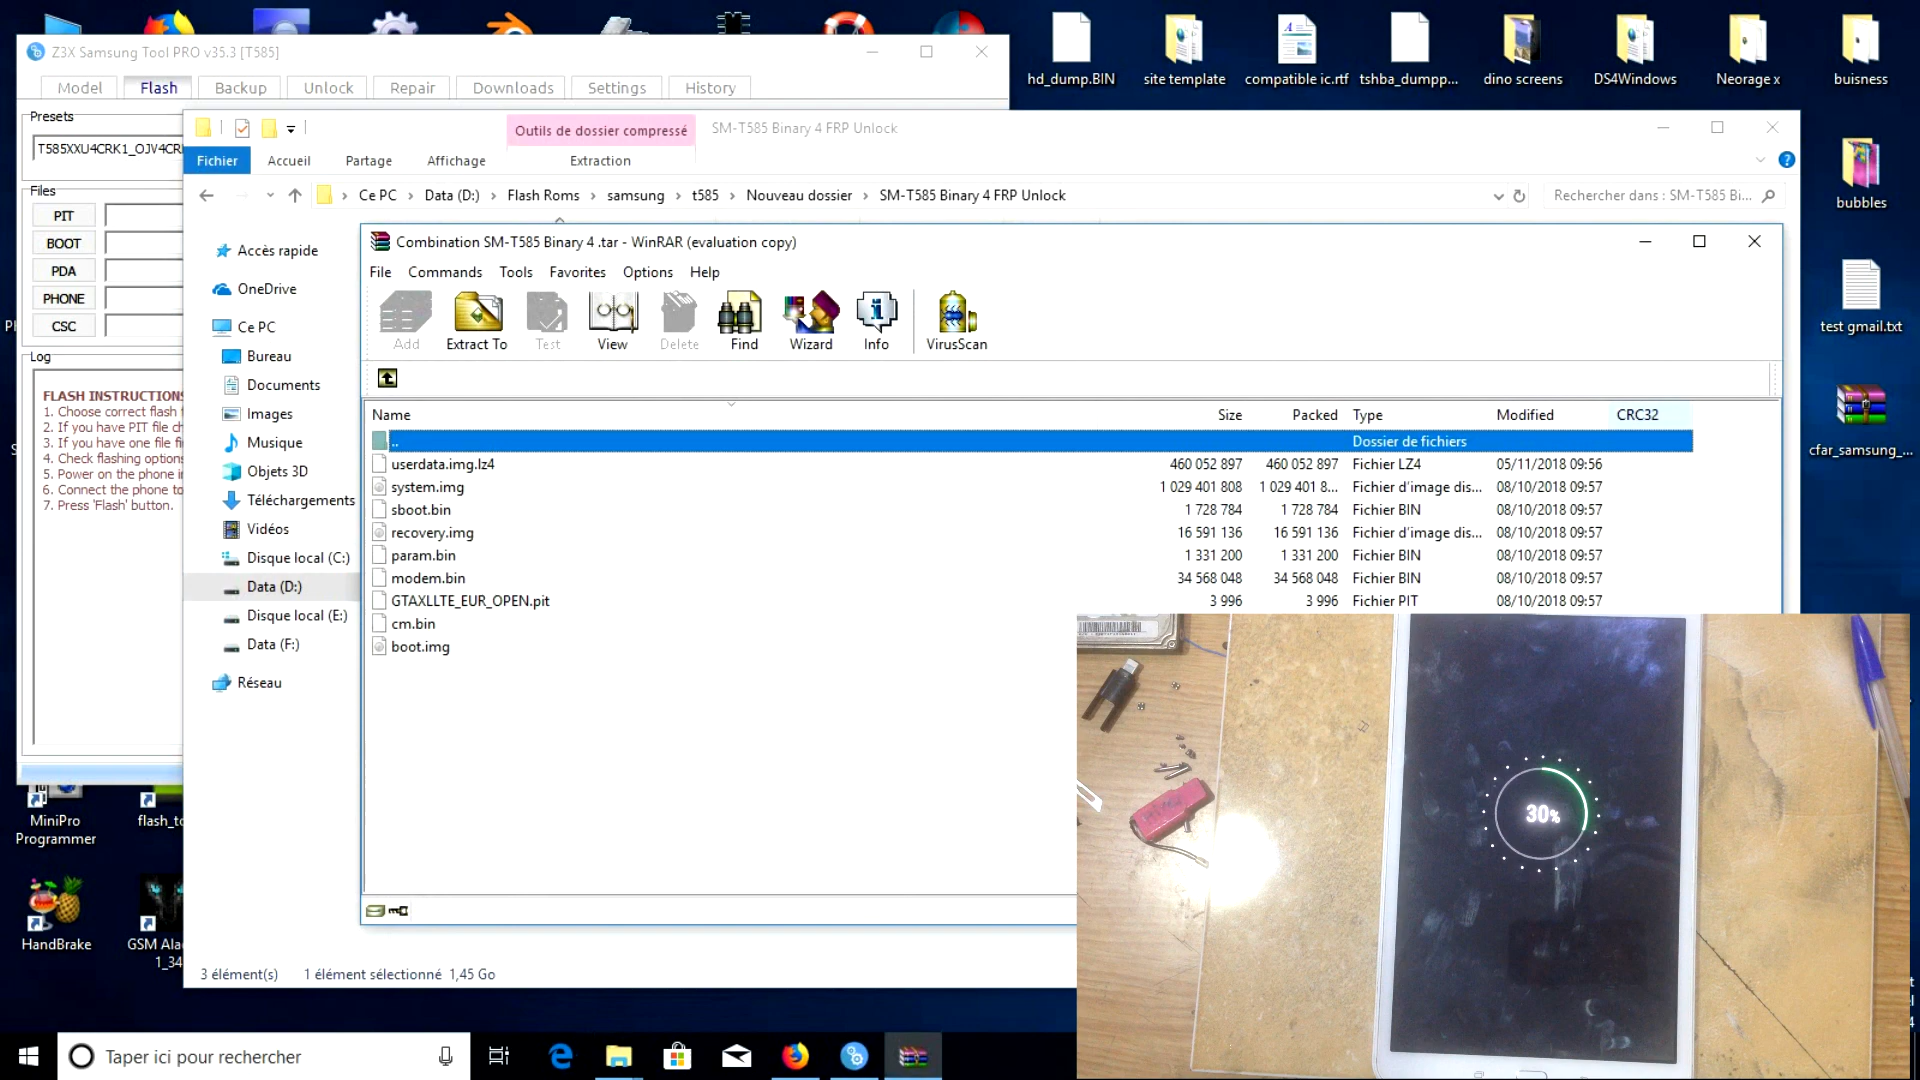 Z3X Samsung Tool PRO v35.3 [T585]
Model Flash Backup Unlock Repair Downloads Settings History
Presets
T585XXU4CRK1_OJV4CR
Files
PIT
BOOT
PDA
PHONE
CSC
Log
FLASH INSTRUCTIONS
1. Choose correct flash
2. If you have PIT file ch
3. If you have one file fi
4. Check flashing options
5. Power on the phone i
6. Connect the phone to
7. Press 'Flash' button.
Outils de dossier compressé SM-T585 Binary 4 FRP Unlock
Fichier Accueil Partage Affichage Extraction
Ce PC Data (D:) Flash Roms samsung t585 Nouveau dossier SM-T585 Binary 4 FRP Unlock
Rechercher dans : SM-T585 Bi...
Accès rapide
OneDrive
Ce PC
Bureau
Documents
Images
Musique
Objets 3D
Téléchargements
Vidéos
Disque local (C:)
Data (D:)
Disque local (E:)
Data (F:)
Réseau
Combination SM-T585 Binary 4 .tar - WinRAR (evaluation copy)
File Commands Tools Favorites Options Help
Add Extract To Test View Delete Find Wizard Info VirusScan
Name Size Packed Type Modified CRC32
.. Dossier de fichiers
userdata.img.lz4 460 052 897 460 052 897 Fichier LZ4 05/11/2018 09:56
system.img 1 029 401 808 1 029 401 8... Fichier d'image dis... 08/10/2018 09:57
sboot.bin 1 728 784 1 728 784 Fichier BIN 08/10/2018 09:57
recovery.img 16 591 136 16 591 136 Fichier d'image dis... 08/10/2018 09:57
param.bin 1 331 200 1 331 200 Fichier BIN 08/10/2018 09:57
modem.bin 34 568 048 34 568 048 Fichier BIN 08/10/2018 09:57
GTAXLLTE_EUR_OPEN.pit 3 996 3 996 Fichier PIT 08/10/2018 09:57
cm.bin
boot.img
3 élément(s) 1 élément sélectionné 1,45 Go
hd_dump.BIN
site template
compatible ic.rtf
tshba_dumpp...
dino screens
DS4Windows
Neorage x
buisness
bubbles
test gmail.txt
cfar_samsung_...
MiniPro
Programmer
flash_to
HandBrake
GSM Ala
1_34
30%
Taper ici pour rechercher